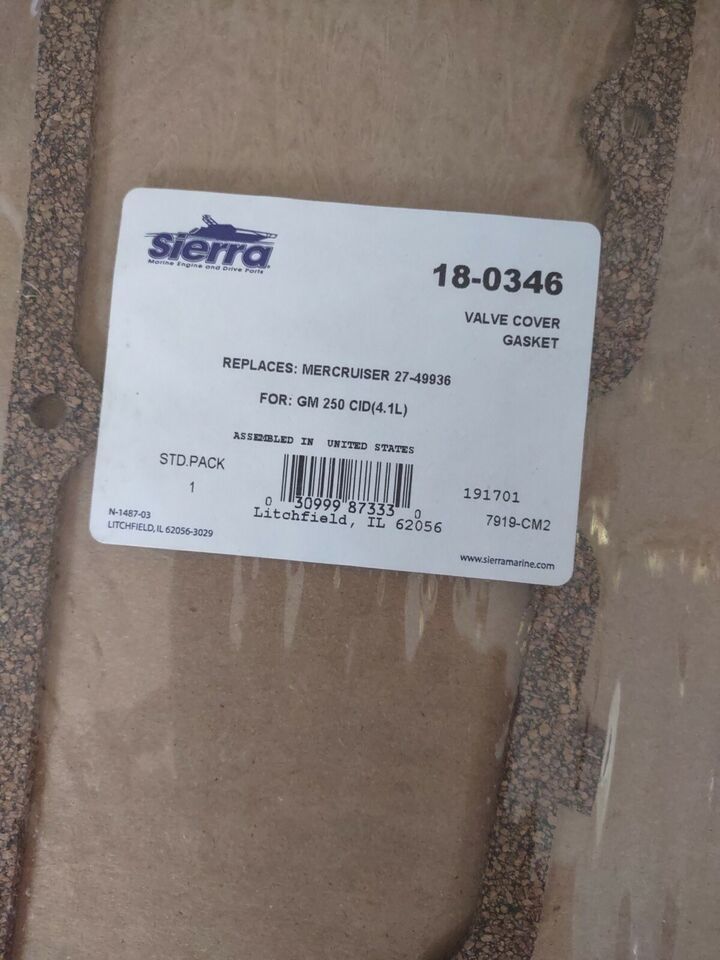 Sierra
Marine Engine and Drive Parts
18-0346
VALVE COVER
GASKET
REPLACES: MERCRUISER 27-49936
FOR: GM 250 CID(4.1L)
ASSEMBLED IN UNITED STATES
STD.PACK
1
0 30999 87333 0
Litchfield, IL 62056
191701
7919-CM2
N-1487-03
LITCHFIELD, IL 62056-3029
www.sierramarine.com